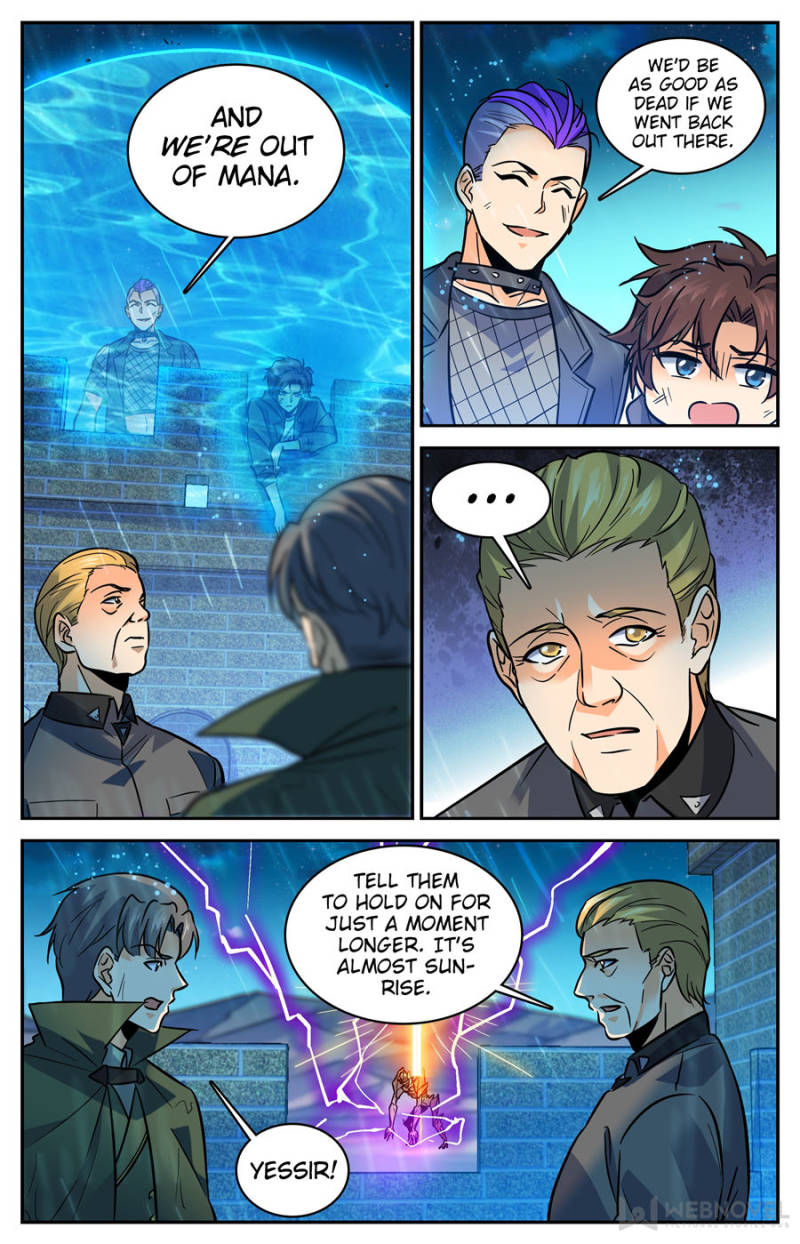 AND
WE'RE OUT
OF MANA.
WE'D BE
AS GOOD AS
DEAD IF WE
WENT BACK
OUT THERE.
...
TELL THEM
TO HOLD ON FOR
JUST A MOMENT
LONGER. IT'S
ALMOST SUN-
RISE.
YESSIR!
WEBNOVEL